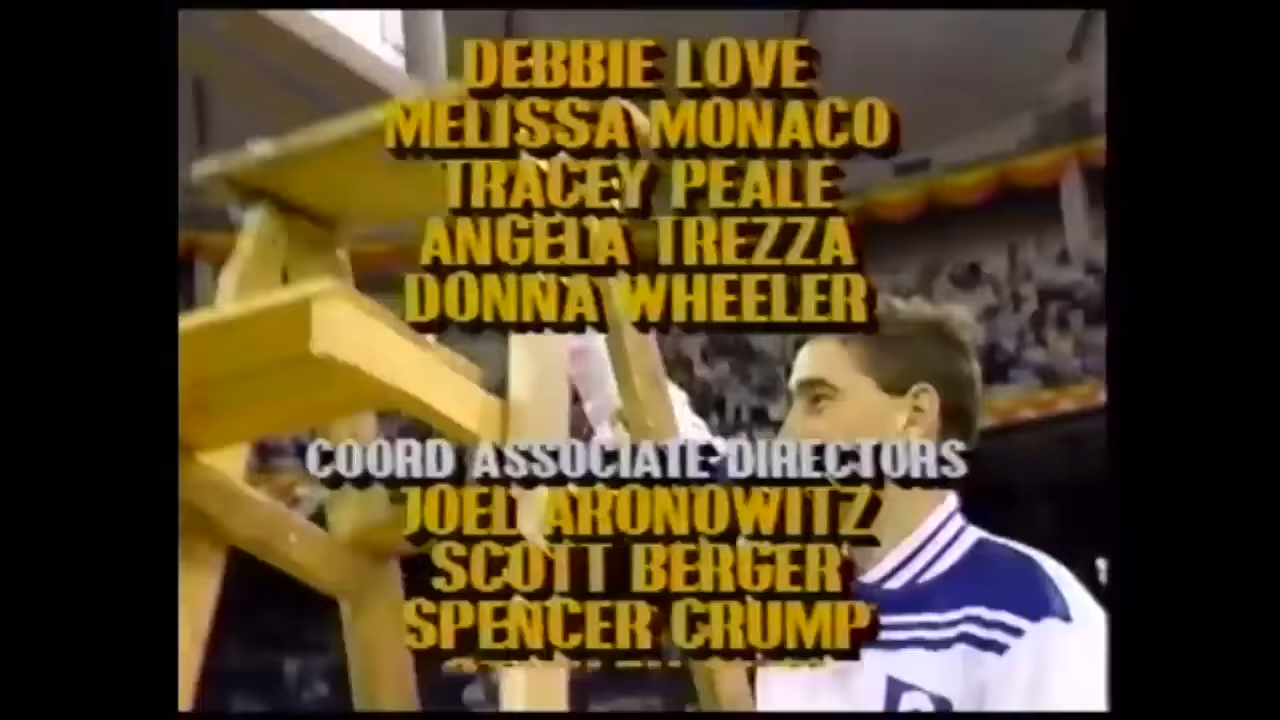 DEBBIE LOVE
MELISSA MONACO
TRACEY PEALE
ANGELA TREZZA
DONNA WHEELER
COORD ASSOCIATE DIRECTORS
JOEL ARONOWITZ
SCOTT BERGER
SPENCER CRUMP